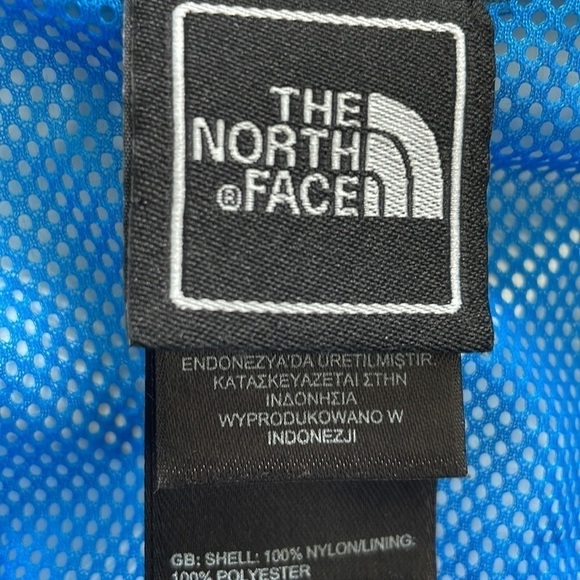 THE
NORTH
® FACE
ENDONEZYA'DA ÜRETILMIŞTIR.
ΚΑΤΑΣΚΕΥΑΖΕΤΑΙ ΣΤΗΝ
ΙΝΔΟΝΗΣΙΑ
WYPRODUKOWANO W
INDONEZJI
GB: SHELL: 100% NYLON/LINING:
100% POLYESTER